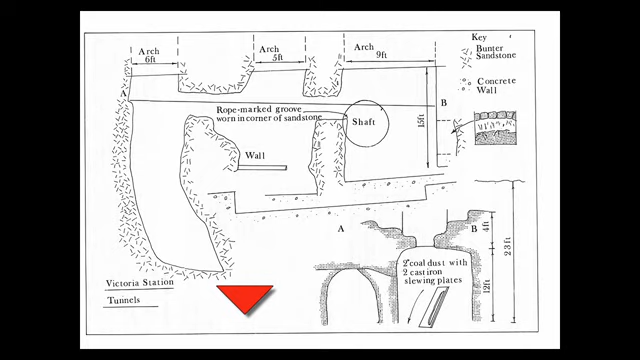 Arch
6ft
Arch
5ft
Arch
9ft
Key
Bunter
Sandstone
Concrete
Wall
A
B
Rope-marked groove
worn in corner of sandstone
Shaft
15ft
Wall
A
B
4ft
23ft
12ft
2" coal dust with
2 cast iron
slewing plates
Victoria Station
Tunnels